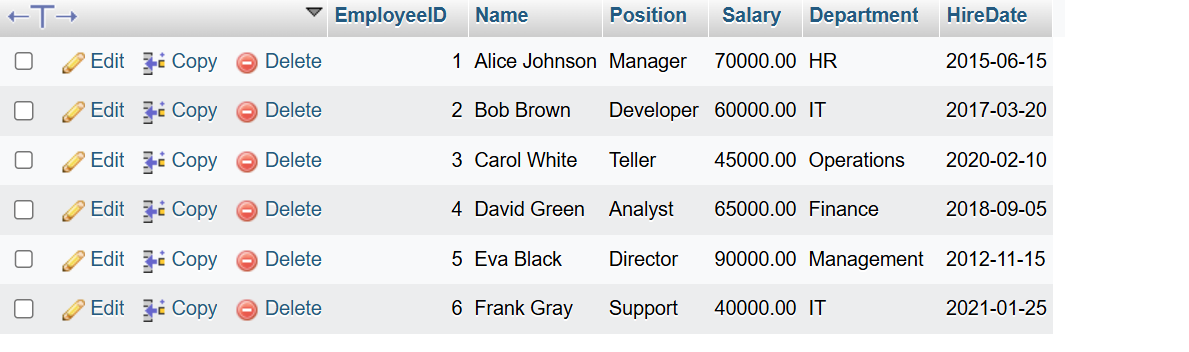 EmployeeID Name Position Salary Department HireDate
Edit Copy Delete 1 Alice Johnson Manager 70000.00 HR 2015-06-15
Edit Copy Delete 2 Bob Brown Developer 60000.00 IT 2017-03-20
Edit Copy Delete 3 Carol White Teller 45000.00 Operations 2020-02-10
Edit Copy Delete 4 David Green Analyst 65000.00 Finance 2018-09-05
Edit Copy Delete 5 Eva Black Director 90000.00 Management 2012-11-15
Edit Copy Delete 6 Frank Gray Support 40000.00 IT 2021-01-25